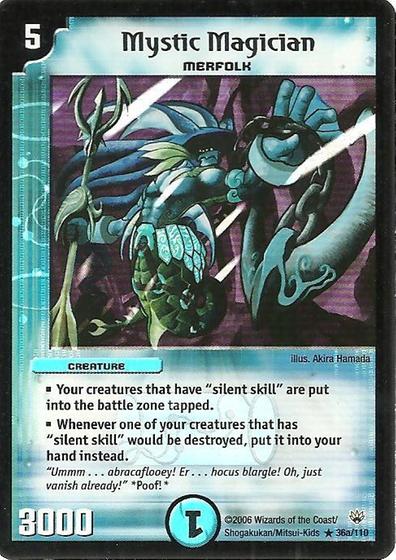 5
Mystic Magician
MERFOLK
illus. Akira Hamada
CREATURE
▪ Your creatures that have “silent skill” are put
into the battle zone tapped.
▪ Whenever one of your creatures that has
“silent skill” would be destroyed, put it into your
hand instead.
“Ummm . . . abracaflooey! Er . . . hocus blargle! Oh, just
vanish already!” *Poof!*
3000
1
©2006 Wizards of the Coast/
Shogakukan/Mitsui-Kids ★ 36a/110